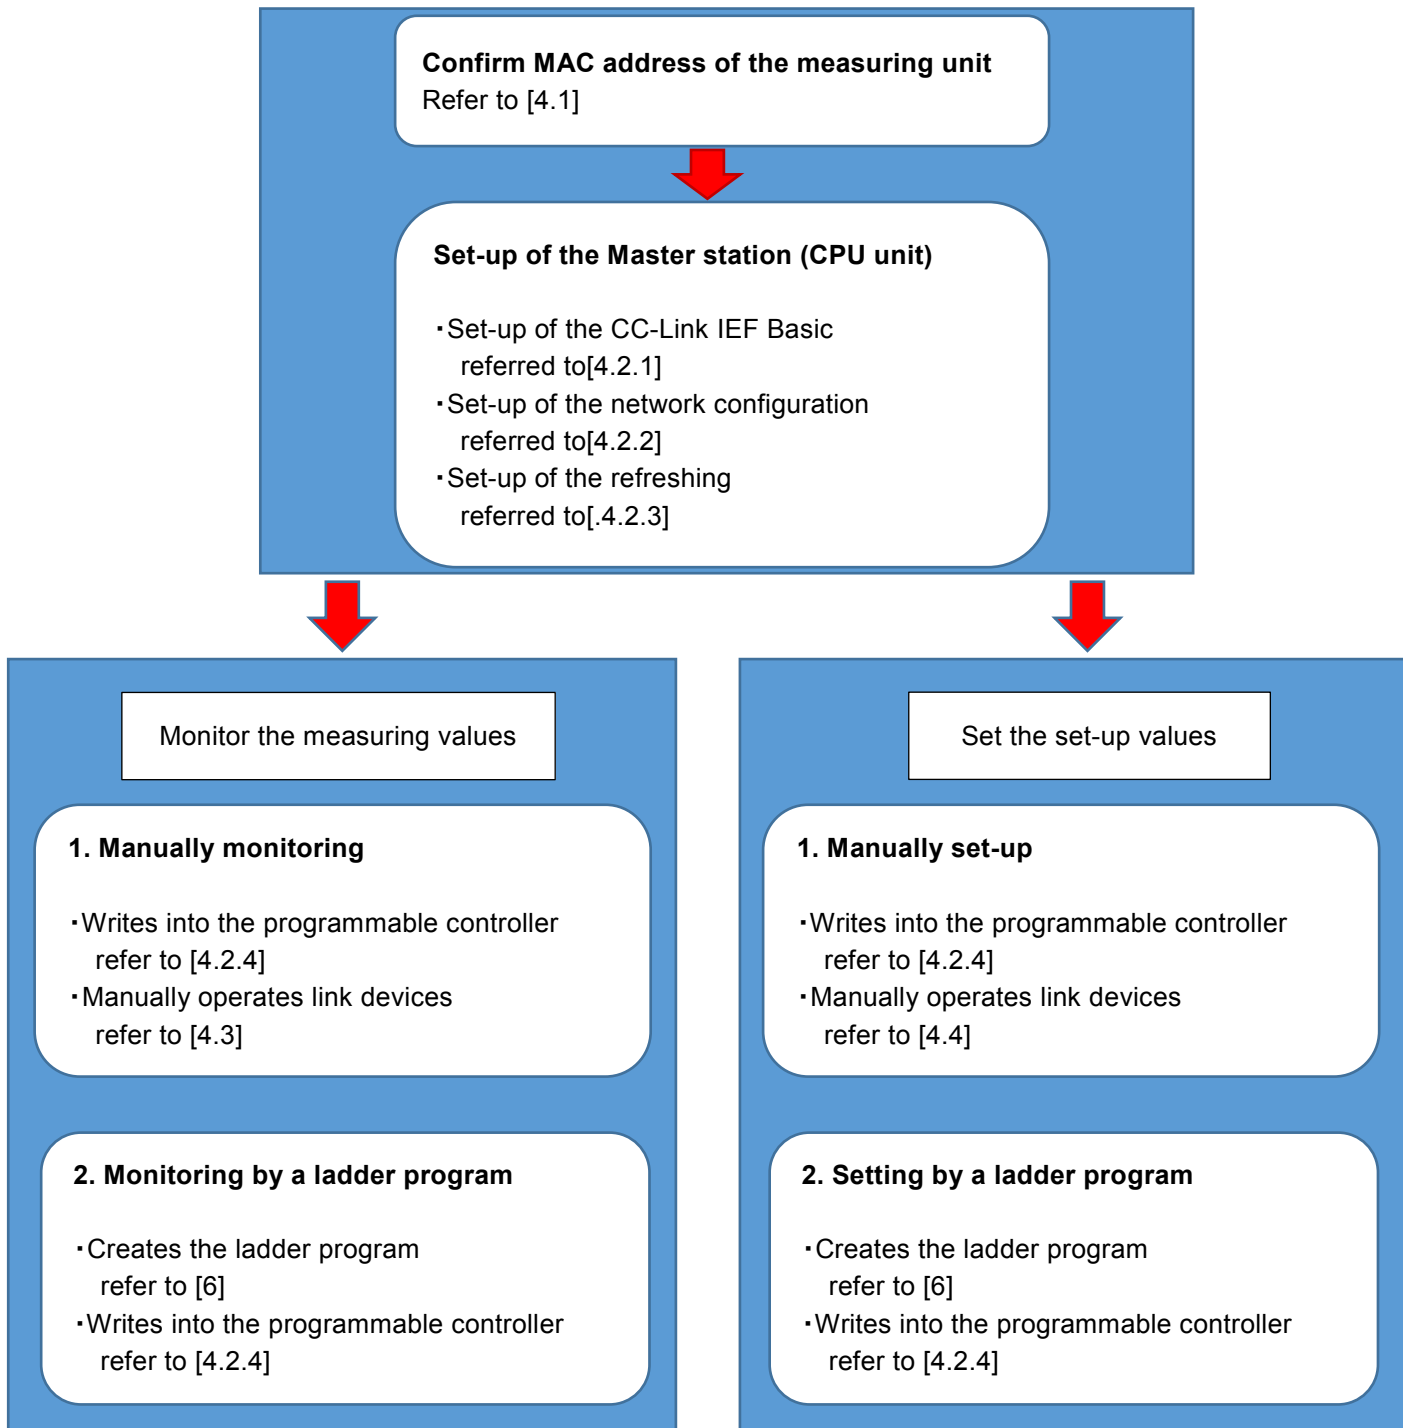 Confirm MAC address of the measuring unit
Refer to [4.1]
Set-up of the Master station (CPU unit)
・Set-up of the CC-Link IEF Basic
referred to[4.2.1]
・Set-up of the network configuration
referred to[4.2.2]
・Set-up of the refreshing
referred to[.4.2.3]
Monitor the measuring values
1. Manually monitoring
・Writes into the programmable controller
refer to [4.2.4]
・Manually operates link devices
refer to [4.3]
2. Monitoring by a ladder program
・Creates the ladder program
refer to [6]
・Writes into the programmable controller
refer to [4.2.4]
Set the set-up values
1. Manually set-up
・Writes into the programmable controller
refer to [4.2.4]
・Manually operates link devices
refer to [4.4]
2. Setting by a ladder program
・Creates the ladder program
refer to [6]
・Writes into the programmable controller
refer to [4.2.4]